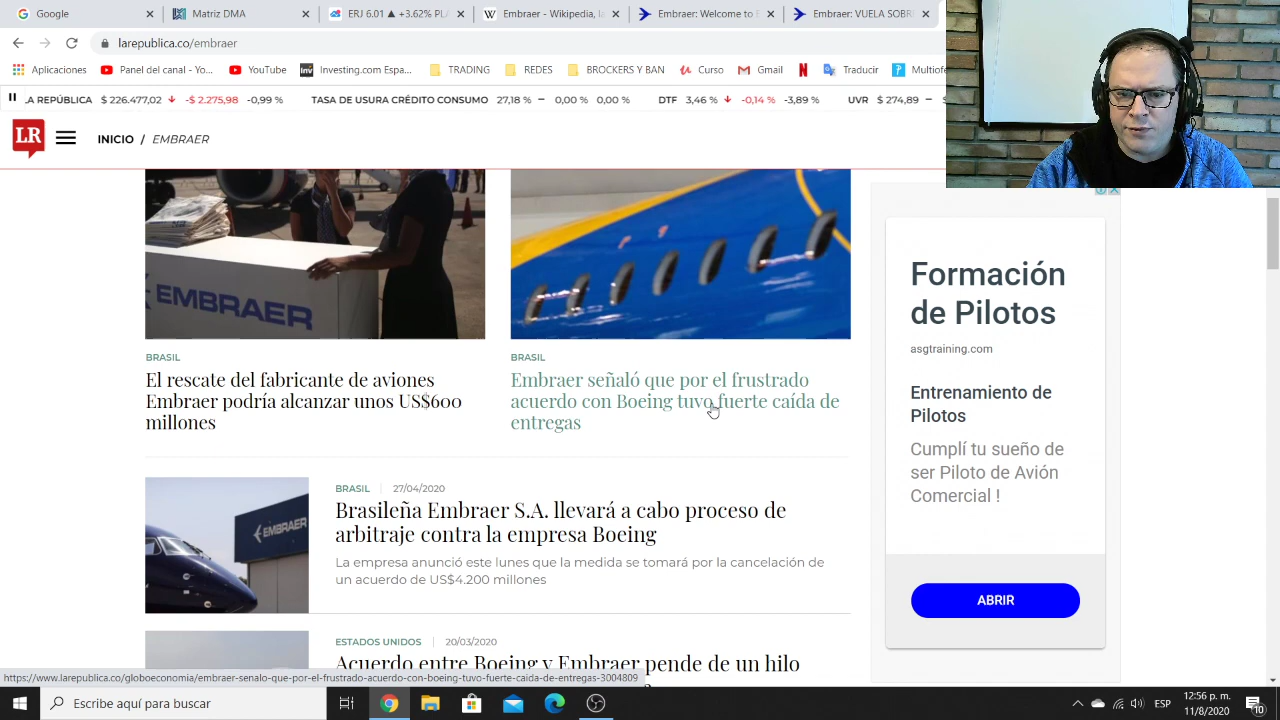 Google
Matriz DMA
ERJ 6.01 ▲ +3.62% PL
Embraer - Wikipedia, l
Embraer: Welcome to E
Embraer: VUELA SOBR
larepublica.co/embraer
Aplicaciones
Panel del canal - Yo...
YouTube
Investing.com Espa...
TRADING
BROCKERS Y BAN
Curso
Gmail
Traducir
.A REPÚBLICA $ 226.477,02 -$ 2.275,98 -0,99 % TASA DE USURA CRÉDITO CONSUMO 27,18 % – 0,00 % 0,00 % DTF 3,46 % -0,14 % -3,89 % UVR $ 274,89 –
LR
INICIO / EMBRAER
EMBRAER
BRASIL
El rescate del fabricante de aviones
Embraer podría alcanzar unos US$600
millones
BRASIL
Embraer señaló que por el frustrado
acuerdo con Boeing tuvo fuerte caída de
entregas
EMBRAER
BRASIL | 27/04/2020
Brasileña Embraer S.A. llevará a cabo proceso de
arbitraje contra la empresa Boeing
La empresa anunció este lunes que la medida se tomará por la cancelación de
un acuerdo de US$4.200 millones
ESTADOS UNIDOS | 20/03/2020
Acuerdo entre Boeing y Embraer pende de un hilo
Formación
de Pilotos
asgtraining.com
Entrenamiento de
Pilotos
Cumplí tu sueño de
ser Piloto de Avión
Comercial !
ABRIR
https://www.larepublica.co/globoeconomia/embraer-senalo-que-por-el-frustrado-acuerdo-con-boeing-tuvo-fuerte-caida-de-entregas-3004809
Escribe aquí para buscar
ESP
12:56 p. m.
11/8/2020
10